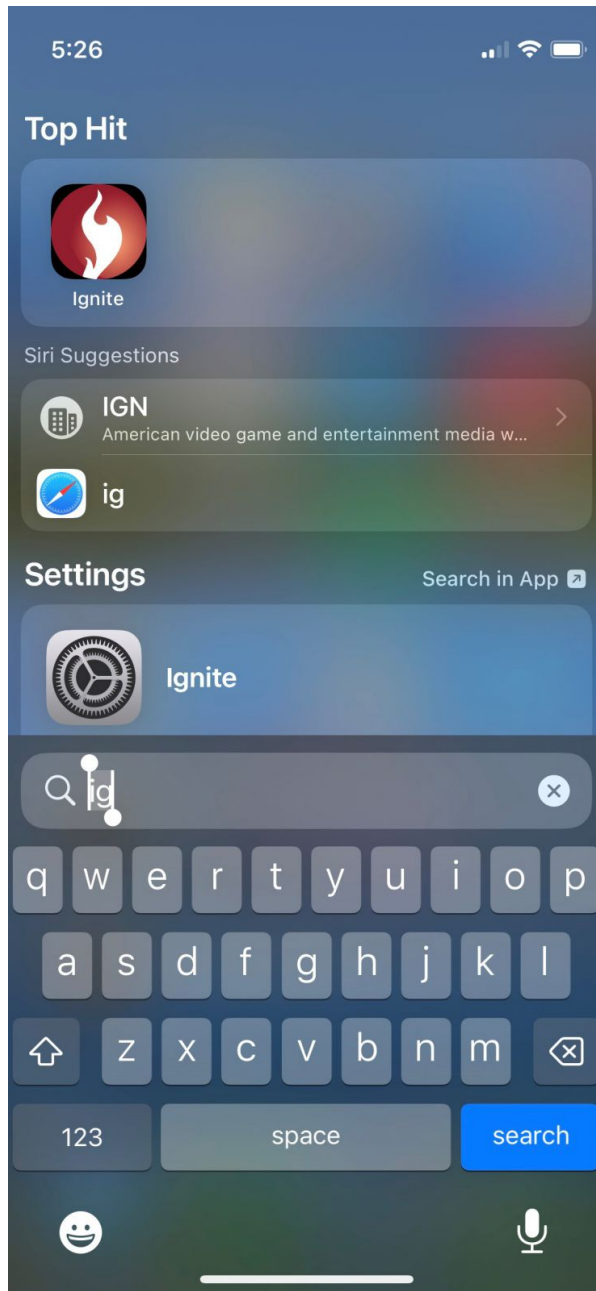 5:26
Top Hit
Ignite
Siri Suggestions
IGN
American video game and entertainment media w...
ig
Settings
Search in App
Ignite
ig
q w e r t y u i o p
a s d f g h j k l
z x c v b n m
123 space search